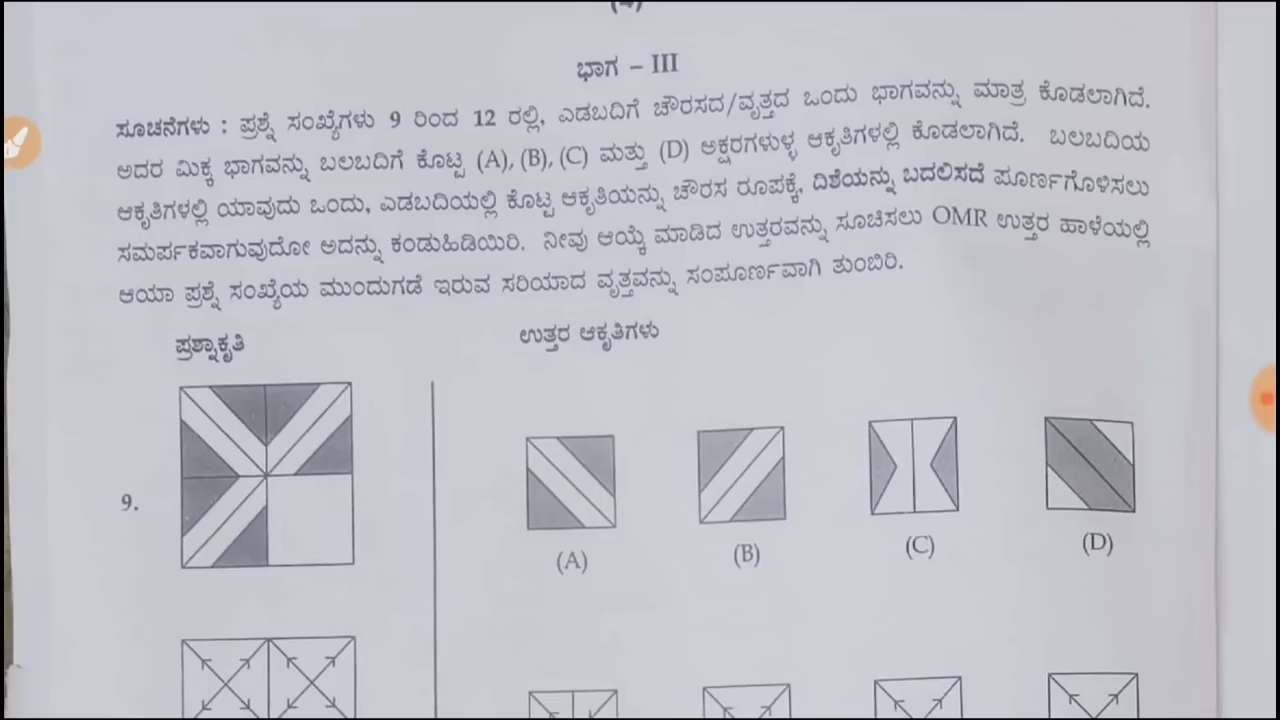 ಭಾಗ – III
ಸೂಚನೆಗಳು : ಪ್ರಶ್ನೆ ಸಂಖ್ಯೆಗಳು 9 ರಿಂದ 12 ರಲ್ಲಿ, ಎಡಬದಿಗೆ ಚೌರಸದ/ವೃತ್ತದ ಒಂದು ಭಾಗವನ್ನು ಮಾತ್ರ ಕೊಡಲಾಗಿದೆ.
ಅದರ ಮಿಕ್ಕ ಭಾಗವನ್ನು ಬಲಬದಿಗೆ ಕೊಟ್ಟ (A), (B), (C) ಮತ್ತು (D) ಅಕ್ಷರಗಳುಳ್ಳ ಆಕೃತಿಗಳಲ್ಲಿ ಕೊಡಲಾಗಿದೆ. ಬಲಬದಿಯ
ಆಕೃತಿಗಳಲ್ಲಿ ಯಾವುದು ಒಂದು, ಎಡಬದಿಯಲ್ಲಿ ಕೊಟ್ಟ ಆಕೃತಿಯನ್ನು ಚೌರಸ ರೂಪಕ್ಕೆ, ದಿಶೆಯನ್ನು ಬದಲಿಸದೆ ಪೂರ್ಣಗೊಳಿಸಲು
ಸಮರ್ಪಕವಾಗುವುದೋ ಅದನ್ನು ಕಂಡುಹಿಡಿಯಿರಿ. ನೀವು ಆಯ್ಕೆ ಮಾಡಿದ ಉತ್ತರವನ್ನು ಸೂಚಿಸಲು OMR ಉತ್ತರ ಹಾಳೆಯಲ್ಲಿ
ಆಯಾ ಪ್ರಶ್ನೆ ಸಂಖ್ಯೆಯ ಮುಂದುಗಡೆ ಇರುವ ಸರಿಯಾದ ವೃತ್ತವನ್ನು ಸಂಪೂರ್ಣವಾಗಿ ತುಂಬಿರಿ.
ಪ್ರಶ್ನಾಕೃತಿ ಉತ್ತರ ಆಕೃತಿಗಳು
9.
(A) (B) (C) (D)